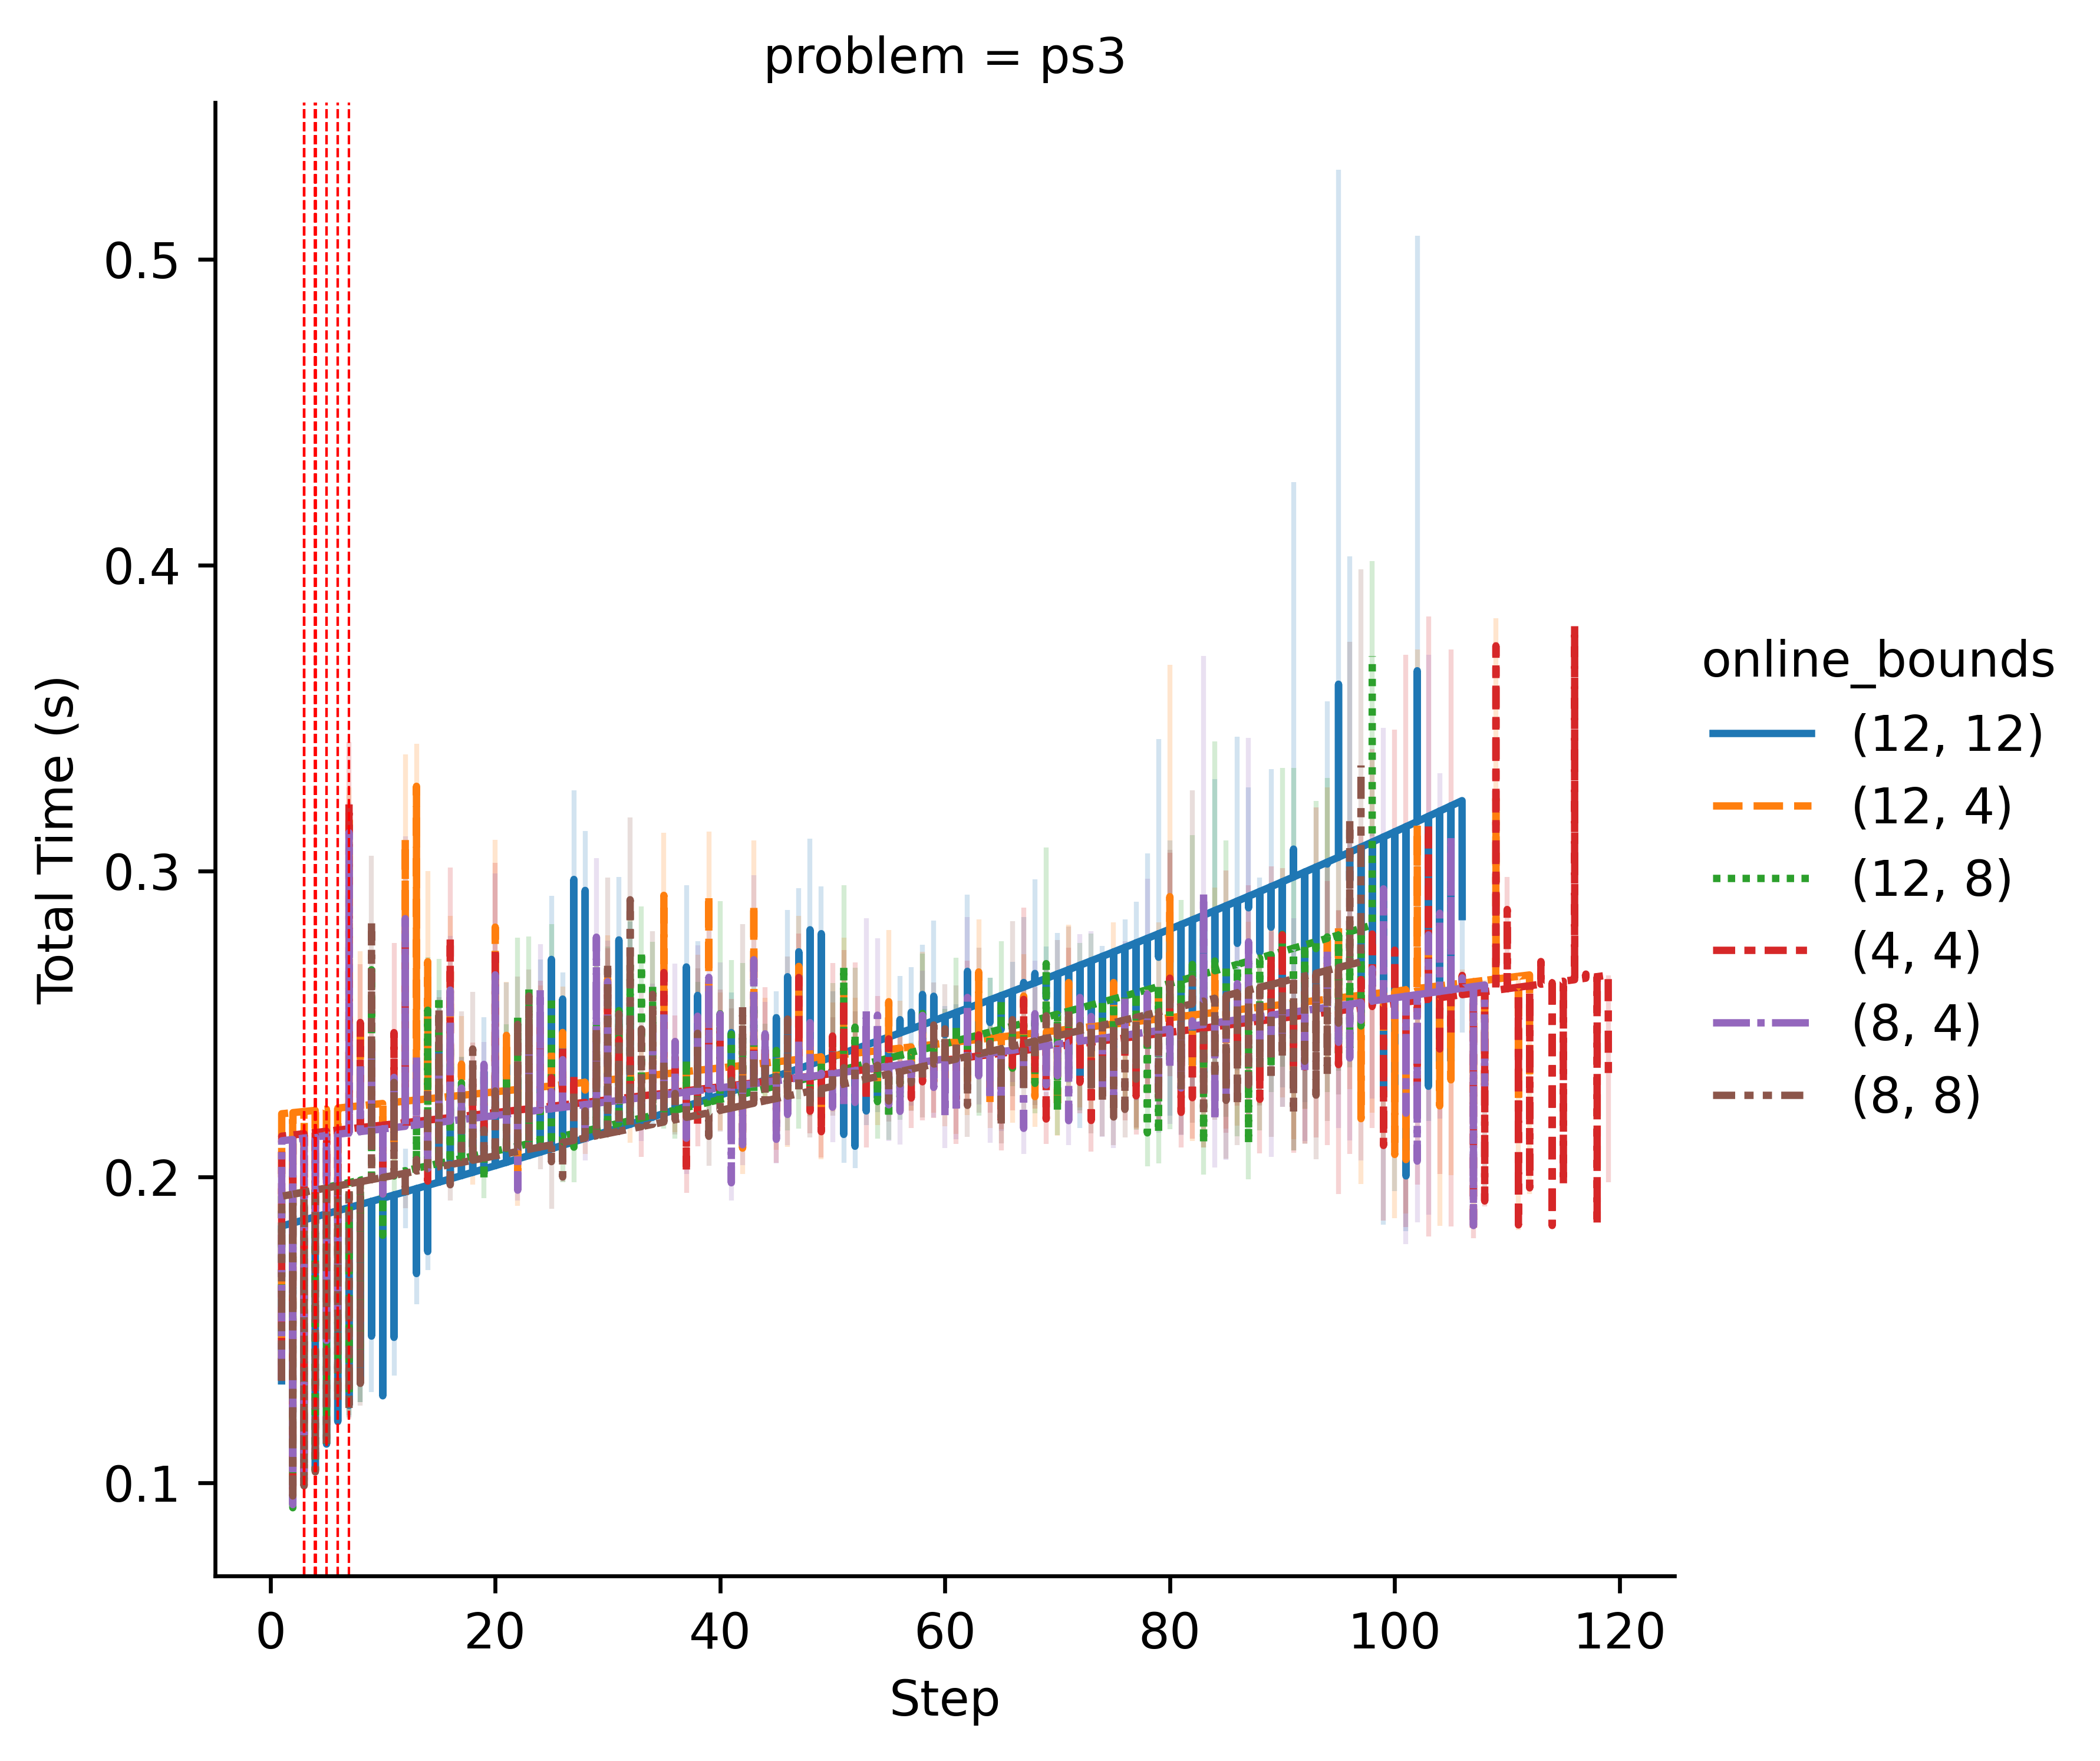 problem = ps3
Total Time (s)
0.5
0.4
0.3
0.2
0.1
0 20 40 60 80 100 120
Step
online_bounds
(12, 12)
(12, 4)
(12, 8)
(4, 4)
(8, 4)
(8, 8)